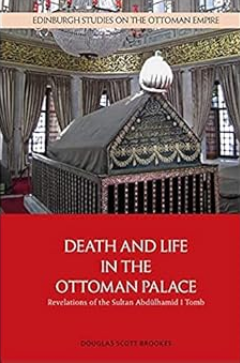 EDINBURGH STUDIES ON THE OTTOMAN EMPIRE
DEATH AND LIFE
IN THE
OTTOMAN PALACE
Revelations of the Sultan Abdülhamid I Tomb
DOUGLAS SCOTT BROOKES